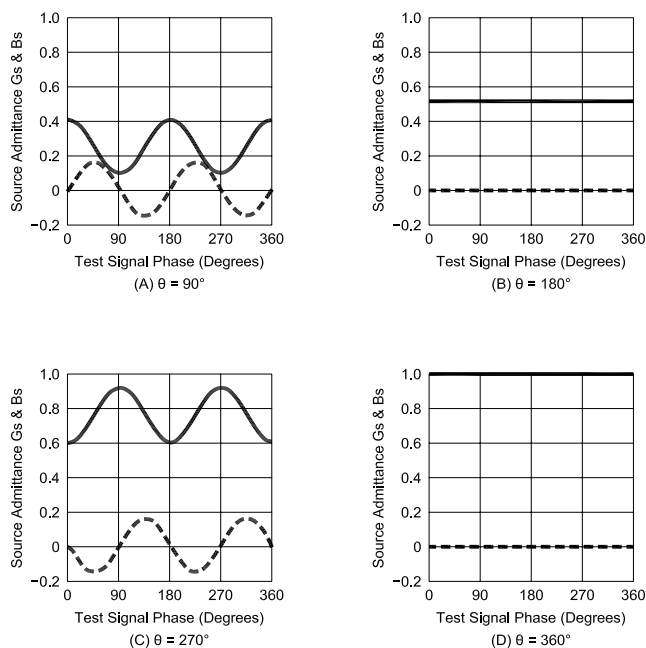 Source Admittance Gs & Bs
1.0
0.8
0.6
0.4
0.2
0
−0.2
0 90 180 270 360
Test Signal Phase (Degrees)
(A) θ = 90°
Source Admittance Gs & Bs
1.0
0.8
0.6
0.4
0.2
0
−0.2
0 90 180 270 360
Test Signal Phase (Degrees)
(B) θ = 180°
Source Admittance Gs & Bs
1.0
0.8
0.6
0.4
0.2
0
−0.2
0 90 180 270 360
Test Signal Phase (Degrees)
(C) θ = 270°
Source Admittance Gs & Bs
1.0
0.8
0.6
0.4
0.2
0
−0.2
0 90 180 270 360
Test Signal Phase (Degrees)
(D) θ = 360°